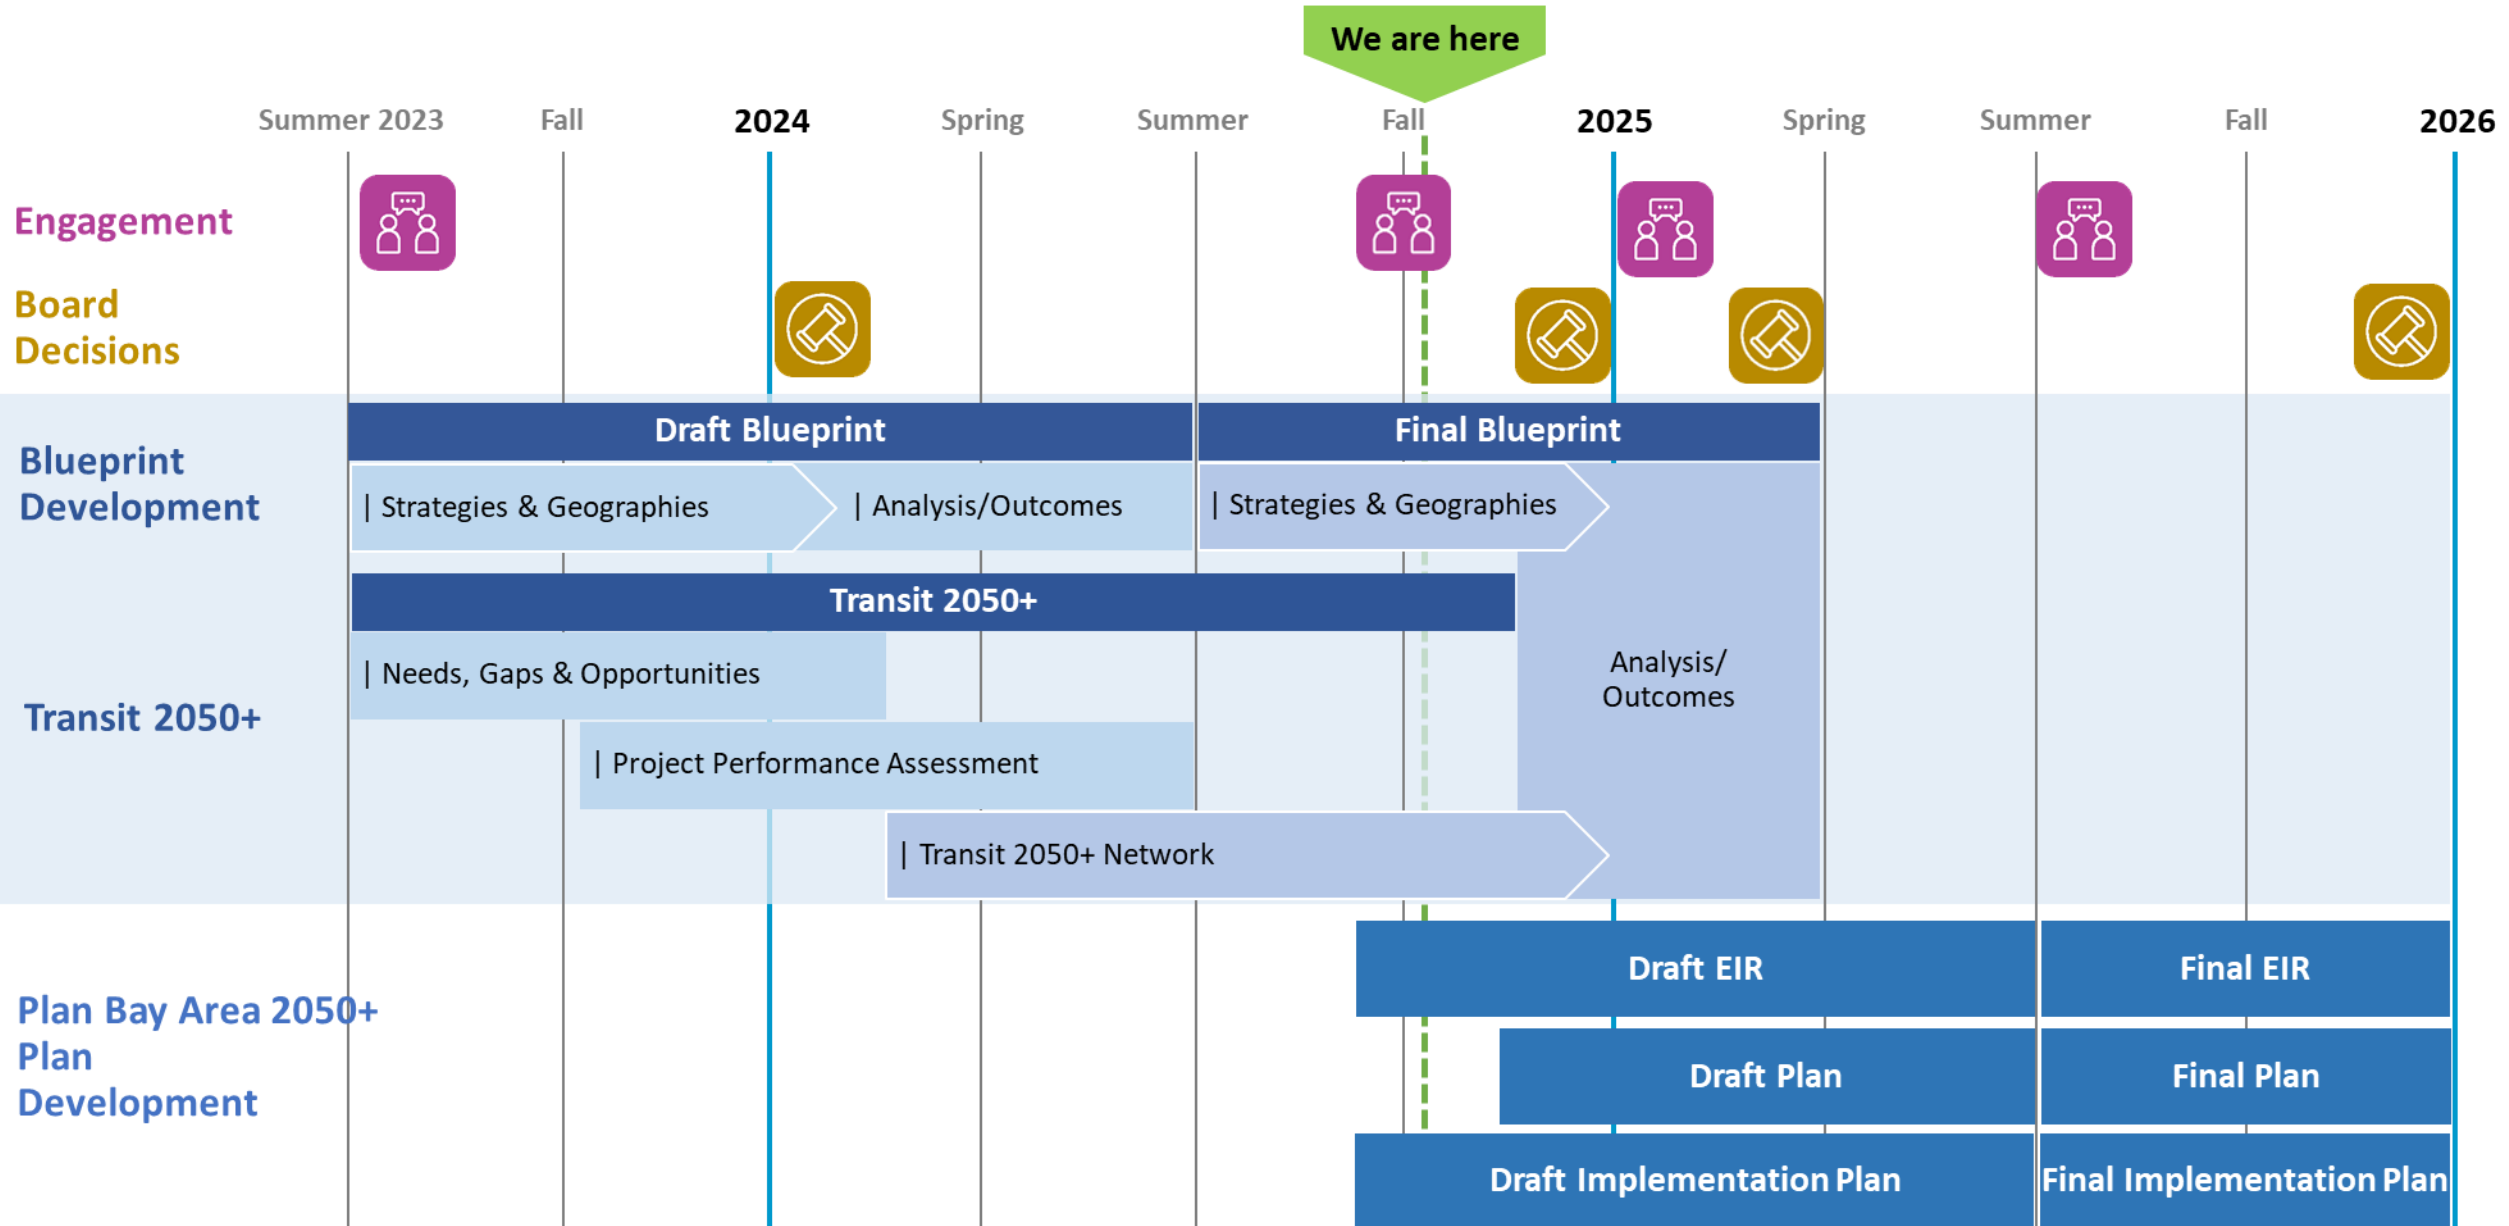 We are here
Summer 2023
Fall
2024
Spring
Summer
Fall
2025
Spring
Summer
Fall
2026
Engagement
Board
Decisions
Blueprint
Development
Draft Blueprint
Final Blueprint
| Strategies & Geographies
| Analysis/Outcomes
| Strategies & Geographies
Transit 2050+
Transit 2050+
| Needs, Gaps & Opportunities
| Project Performance Assessment
| Transit 2050+ Network
Analysis/
Outcomes
Plan Bay Area 2050+
Plan
Development
Draft EIR
Final EIR
Draft Plan
Final Plan
Draft Implementation Plan
Final Implementation Plan